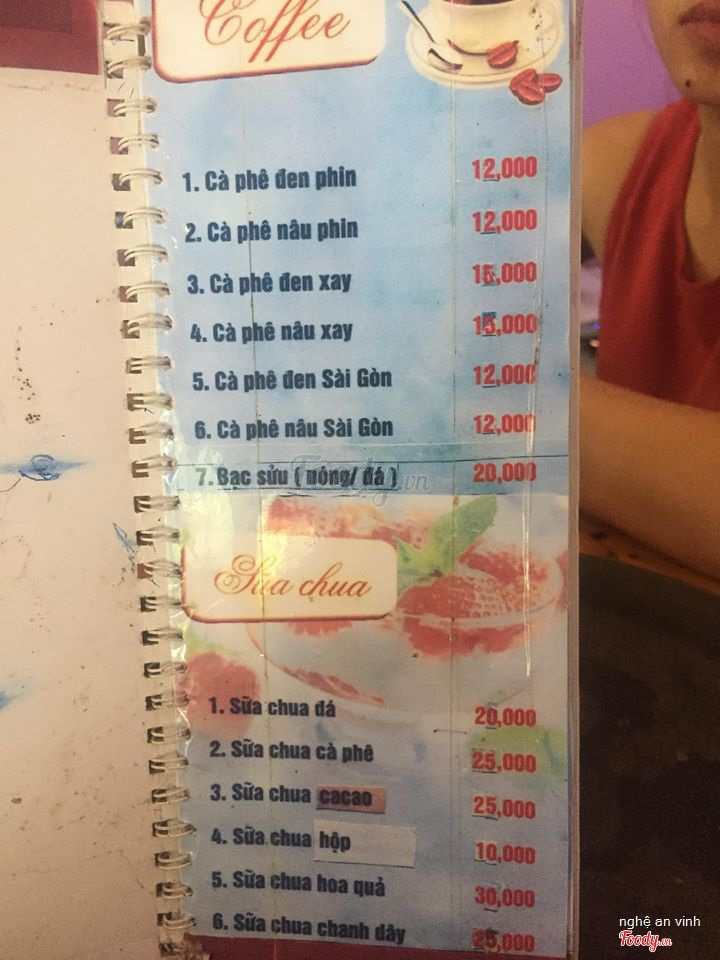 Coffee
1. Cà phê đen phin 12,000
2. Cà phê nâu phin 12,000
3. Cà phê đen xay 15,000
4. Cà phê nâu xay 15,000
5. Cà phê đen Sài Gòn 12,000
6. Cà phê nâu Sài Gòn 12,000
7. Bạc sửu ( nóng/ đá ) 20,000
Foody.vn
Sữa chua
1. Sữa chua đá 20,000
2. Sữa chua cà phê 25,000
3. Sữa chua cacao 25,000
4. Sữa chua hộp 10,000
5. Sữa chua hoa quả 30,000
6. Sữa chua chanh dây 25,000
nghệ an vinh
Foody.vn